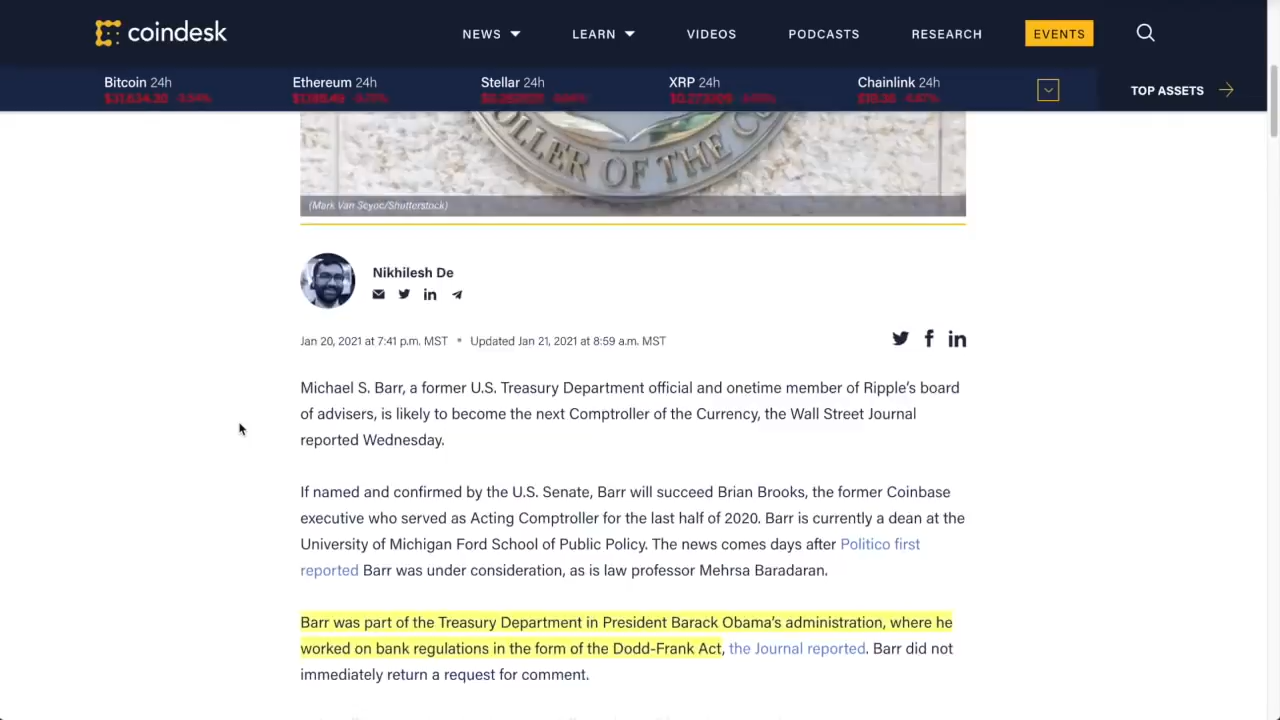 coindesk
NEWS
LEARN
VIDEOS
PODCASTS
RESEARCH
EVENTS
Bitcoin 24h
Ethereum 24h
Stellar 24h
XRP 24h
Chainlink 24h
TOP ASSETS
OLLER OF THE CU
(Mark Van Scyoc/Shutterstock)
Nikhilesh De
Jan 20, 2021 at 7:41 p.m. MST • Updated Jan 21, 2021 at 8:59 a.m. MST
Michael S. Barr, a former U.S. Treasury Department official and onetime member of Ripple's board
of advisers, is likely to become the next Comptroller of the Currency, the Wall Street Journal
reported Wednesday.
If named and confirmed by the U.S. Senate, Barr will succeed Brian Brooks, the former Coinbase
executive who served as Acting Comptroller for the last half of 2020. Barr is currently a dean at the
University of Michigan Ford School of Public Policy. The news comes days after Politico first
reported Barr was under consideration, as is law professor Mehrsa Baradaran.
Barr was part of the Treasury Department in President Barack Obama's administration, where he
worked on bank regulations in the form of the Dodd-Frank Act, the Journal reported. Barr did not
immediately return a request for comment.